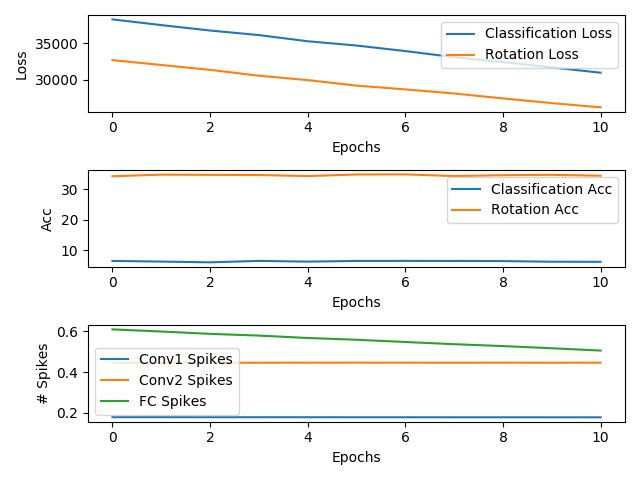 35000
30000
Loss
Classification Loss
Rotation Loss
0 2 4 6 8 10
Epochs
30
20
10
Acc
Classification Acc
Rotation Acc
0 2 4 6 8 10
Epochs
0.6
0.4
0.2
# Spikes
Conv1 Spikes
Conv2 Spikes
FC Spikes
0 2 4 6 8 10
Epochs